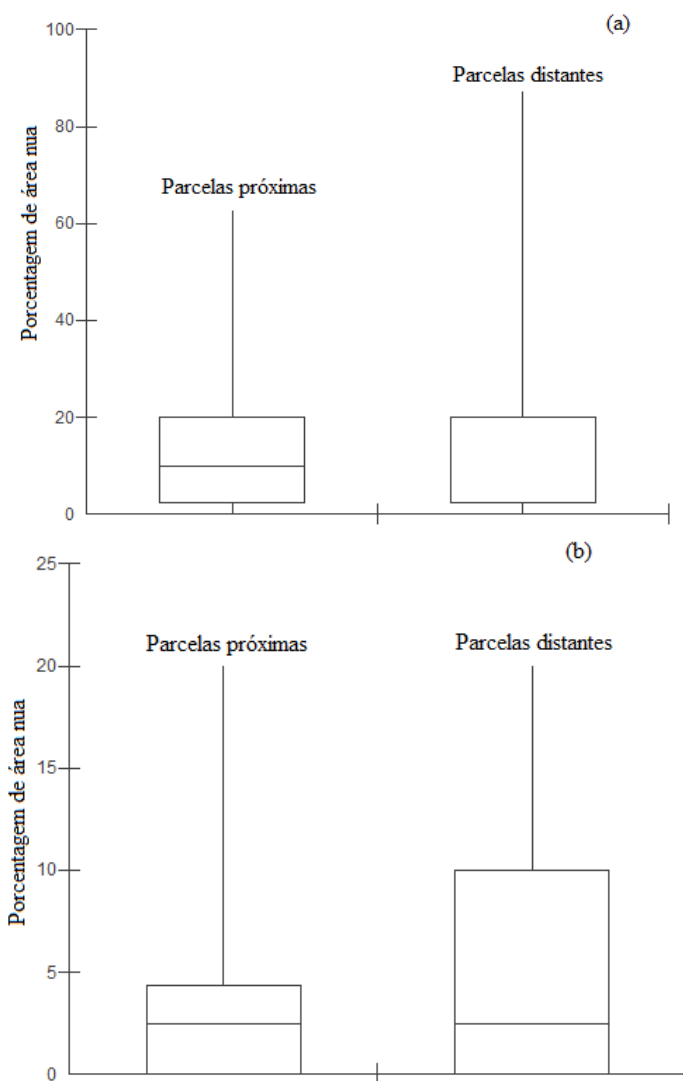 (a)
100
80
60
40
20
0
Porcentagem de área nua
Parcelas próximas
Parcelas distantes
(b)
25
20
15
10
5
0
Porcentagem de área nua
Parcelas próximas
Parcelas distantes